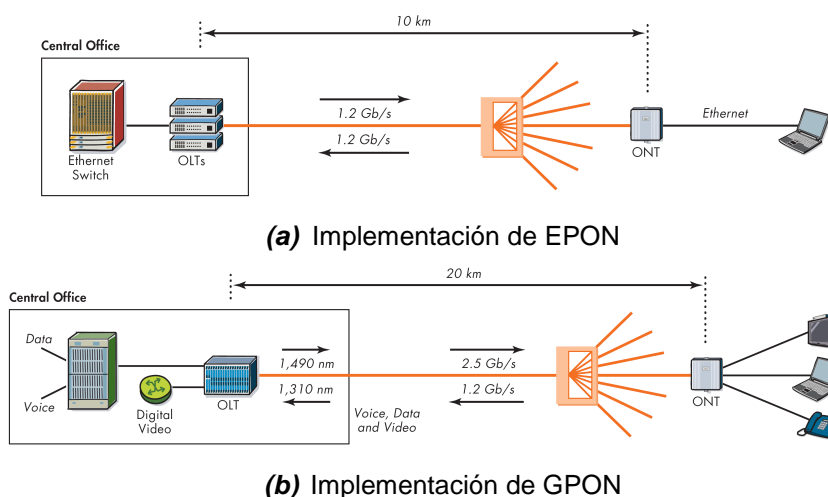 10 km
Central Office
1.2 Gb/s
1.2 Gb/s
Ethernet
Ethernet
Switch
OLTs
ONT
(a) Implementación de EPON
20 km
Central Office
Data
Voice
Digital
Video
OLT
1,490 nm
1,310 nm
2.5 Gb/s
1.2 Gb/s
Voice, Data
and Video
ONT
(b) Implementación de GPON